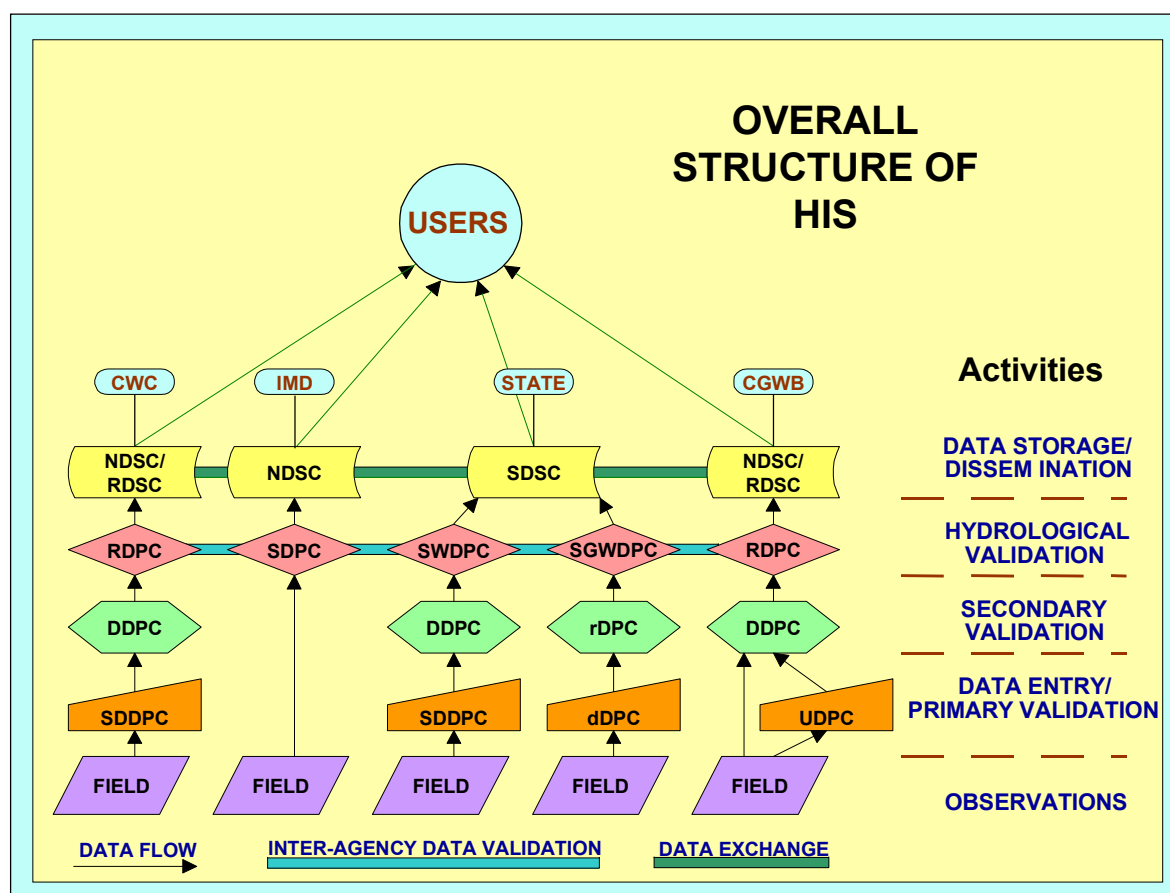 OVERALL
STRUCTURE OF
HIS
USERS
CWC
IMD
STATE
CGWB
Activities
NDSC/
RDSC
NDSC
SDSC
NDSC/
RDSC
DATA STORAGE/
DISSEM INATION
RDPC
SDPC
SWDPC
SGWDPC
RDPC
HYDROLOGICAL
VALIDATION
DDPC
DDPC
rDPC
DDPC
SECONDARY
VALIDATION
SDDPC
SDDPC
dDPC
UDPC
DATA ENTRY/
PRIMARY VALIDATION
FIELD
FIELD
FIELD
FIELD
FIELD
OBSERVATIONS
DATA FLOW
INTER-AGENCY DATA VALIDATION
DATA EXCHANGE